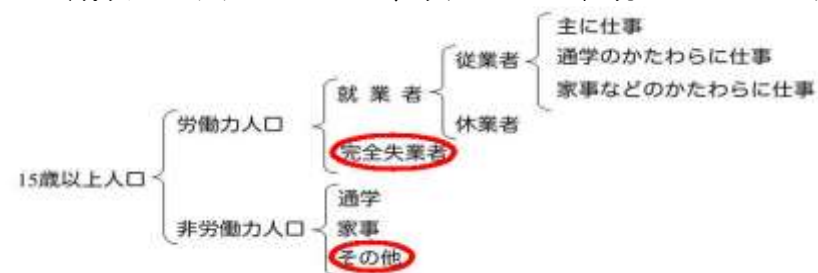 主に仕事
従業者
通学のかたわらに仕事
家事などのかたわらに仕事
就業者
休業者
労働力人口
完全失業者
15歳以上人口
通学
非労働力人口
家事
その他